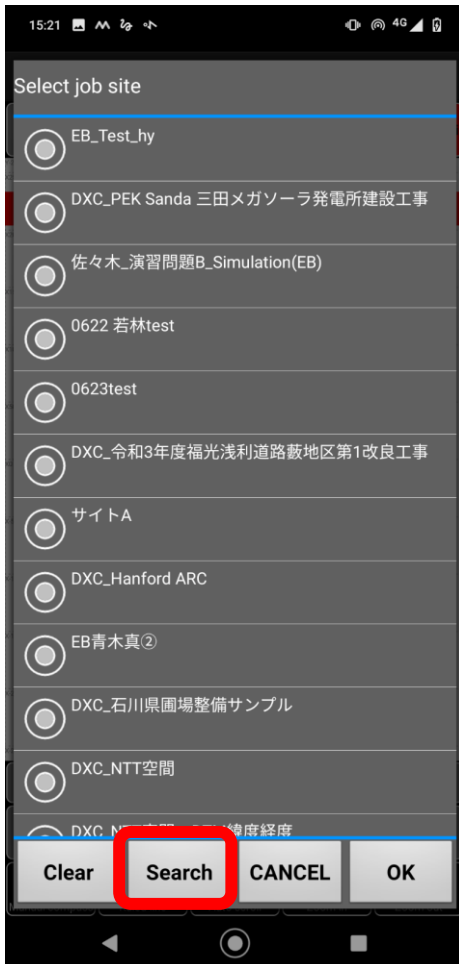 15:21
4G
Select job site
EB_Test_hy
DXC_PEK Sanda 三田メガソーラ発電所建設工事
佐々木_演習問題B_Simulation(EB)
0622 若林test
0623test
DXC_令和3年度福光浅利道路藪地区第1改良工事
サイトA
DXC_Hanford ARC
EB青木真②
DXC_石川県圃場整備サンプル
DXC_NTT空間
緯度経度
Clear
Search
CANCEL
OK